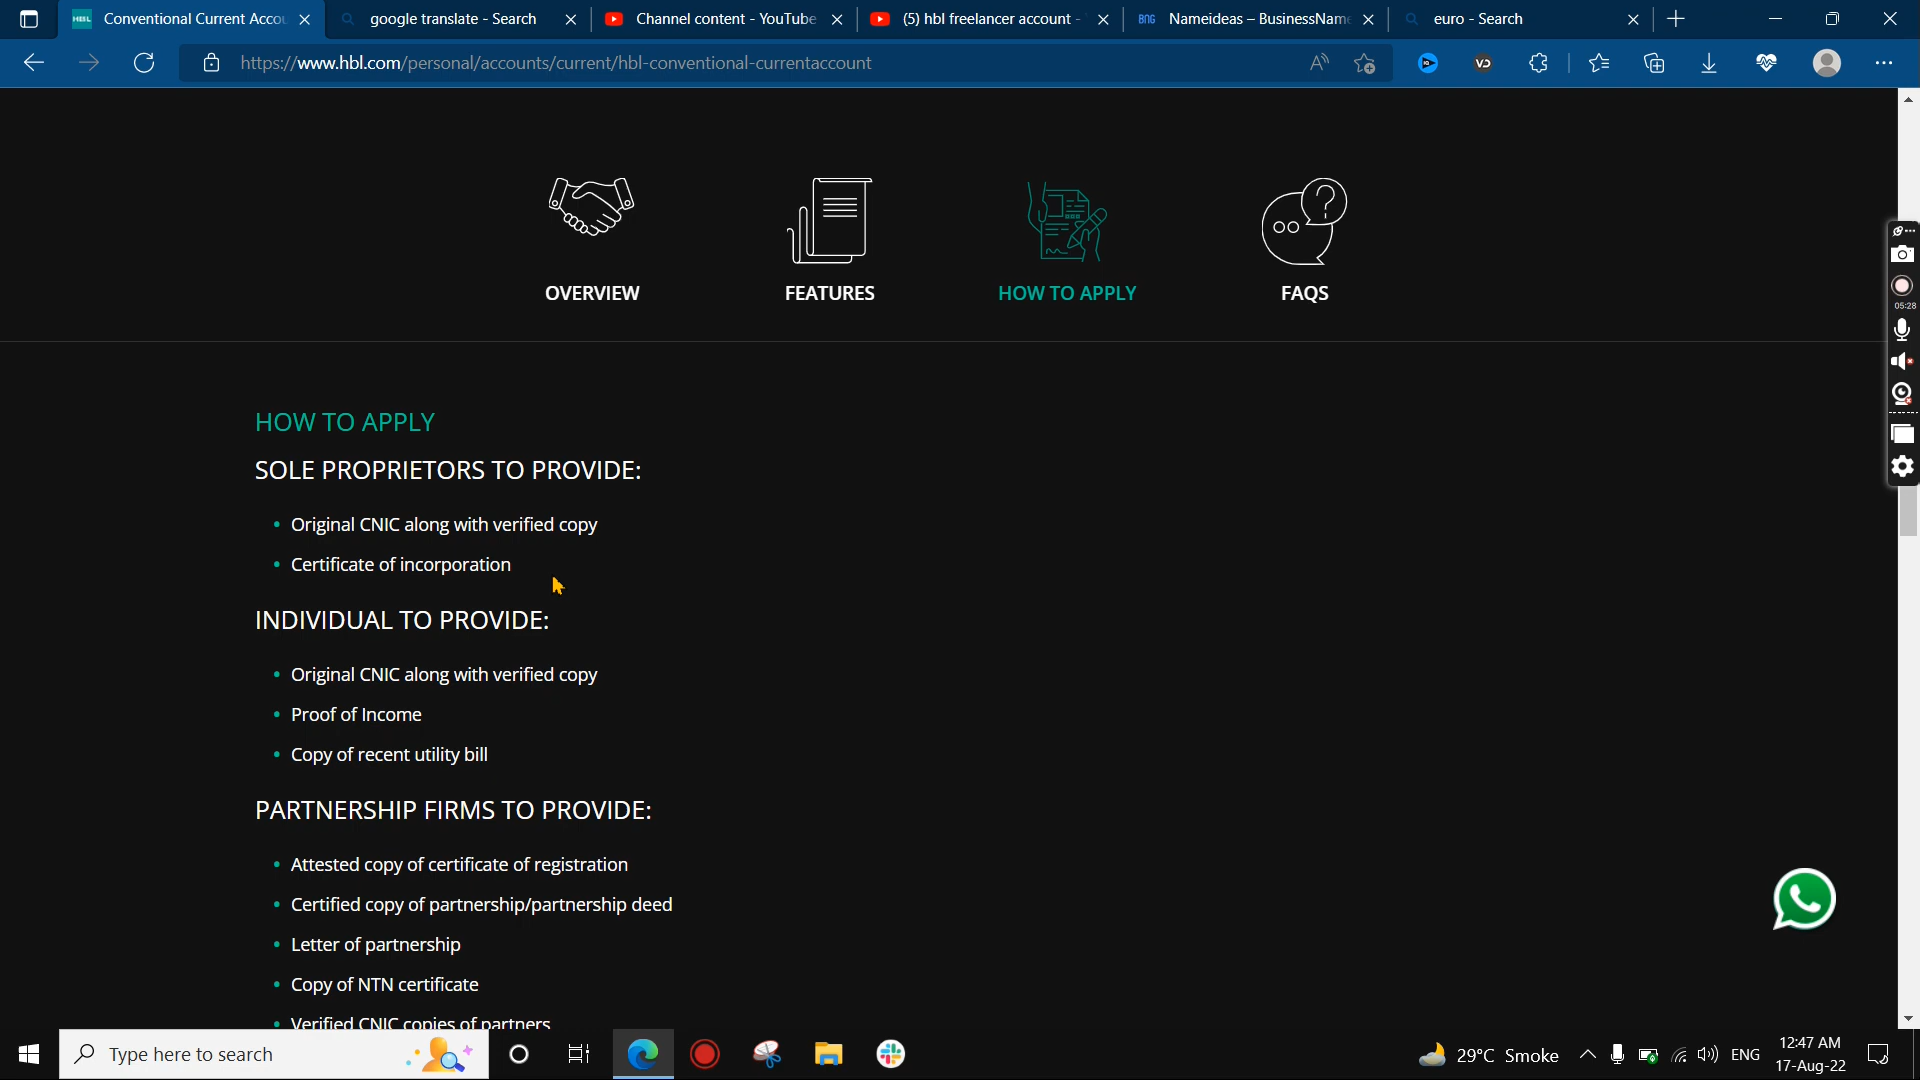 Conventional Current Accou
google translate - Search
Channel content - YouTube
(5) hbl freelancer account -
BNG Nameideas – BusinessName
euro - Search
https://www.hbl.com/personal/accounts/current/hbl-conventional-currentaccount
OVERVIEW
FEATURES
HOW TO APPLY
FAQS
05:28
HOW TO APPLY
SOLE PROPRIETORS TO PROVIDE:
• Original CNIC along with verified copy
• Certificate of incorporation
INDIVIDUAL TO PROVIDE:
• Original CNIC along with verified copy
• Proof of Income
• Copy of recent utility bill
PARTNERSHIP FIRMS TO PROVIDE:
• Attested copy of certificate of registration
• Certified copy of partnership/partnership deed
• Letter of partnership
• Copy of NTN certificate
• Verified CNIC copies of partners
Type here to search
29°C Smoke
ENG
12:47 AM
17-Aug-22